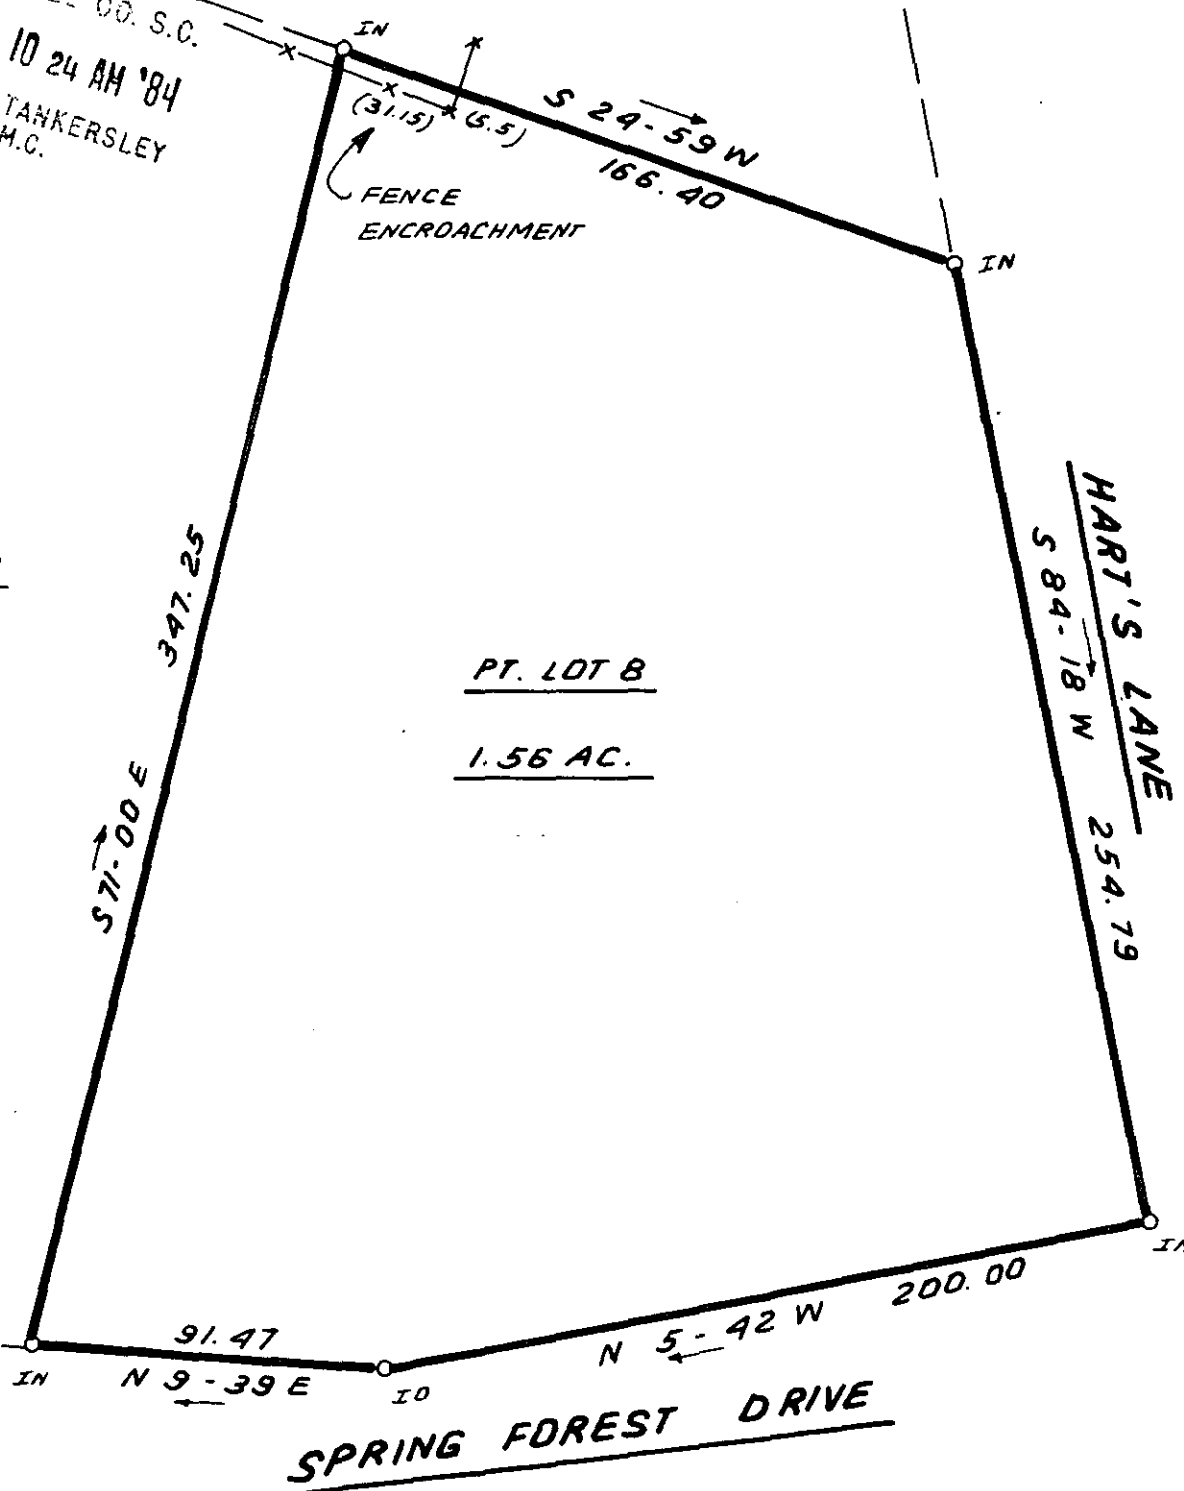 CO. S.C.
10 24 AM '84
TANKERSLEY
M.C.
IN
(31.15) (5.5)
S 24-59 W
166.40
FENCE
ENCROACHMENT
IN
347.25
S 71-00 E
HART'S LANE
S 84-18 W 254.79
PT. LOT B
1.56 AC.
IN
N 5-42 W 200.00
91.47
N 9-39 E
IN
IO
SPRING FOREST DRIVE